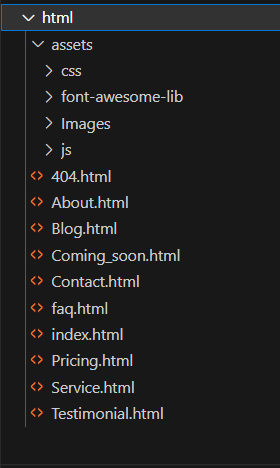 html
assets
css
font-awesome-lib
Images
js
404.html
About.html
Blog.html
Coming_soon.html
Contact.html
faq.html
index.html
Pricing.html
Service.html
Testimonial.html